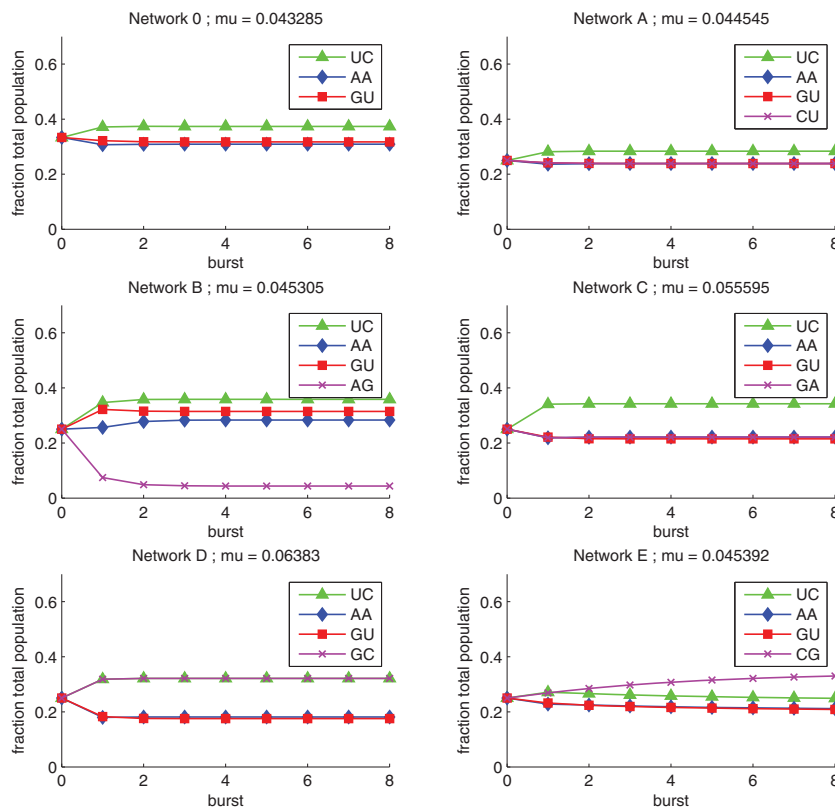 Network 0 ; mu = 0.043285
fraction total population
0.6
0.4
0.2
0
UC
AA
GU
0 2 4 6 8
burst
Network A ; mu = 0.044545
fraction total population
0.6
0.4
0.2
0
UC
AA
GU
CU
0 2 4 6 8
burst
Network B ; mu = 0.045305
fraction total population
0.6
0.4
0.2
0
UC
AA
GU
AG
0 2 4 6 8
burst
Network C ; mu = 0.055595
fraction total population
0.6
0.4
0.2
0
UC
AA
GU
GA
0 2 4 6 8
burst
Network D ; mu = 0.06383
fraction total population
0.6
0.4
0.2
0
UC
AA
GU
GC
0 2 4 6 8
burst
Network E ; mu = 0.045392
fraction total population
0.6
0.4
0.2
0
UC
AA
GU
CG
0 2 4 6 8
burst